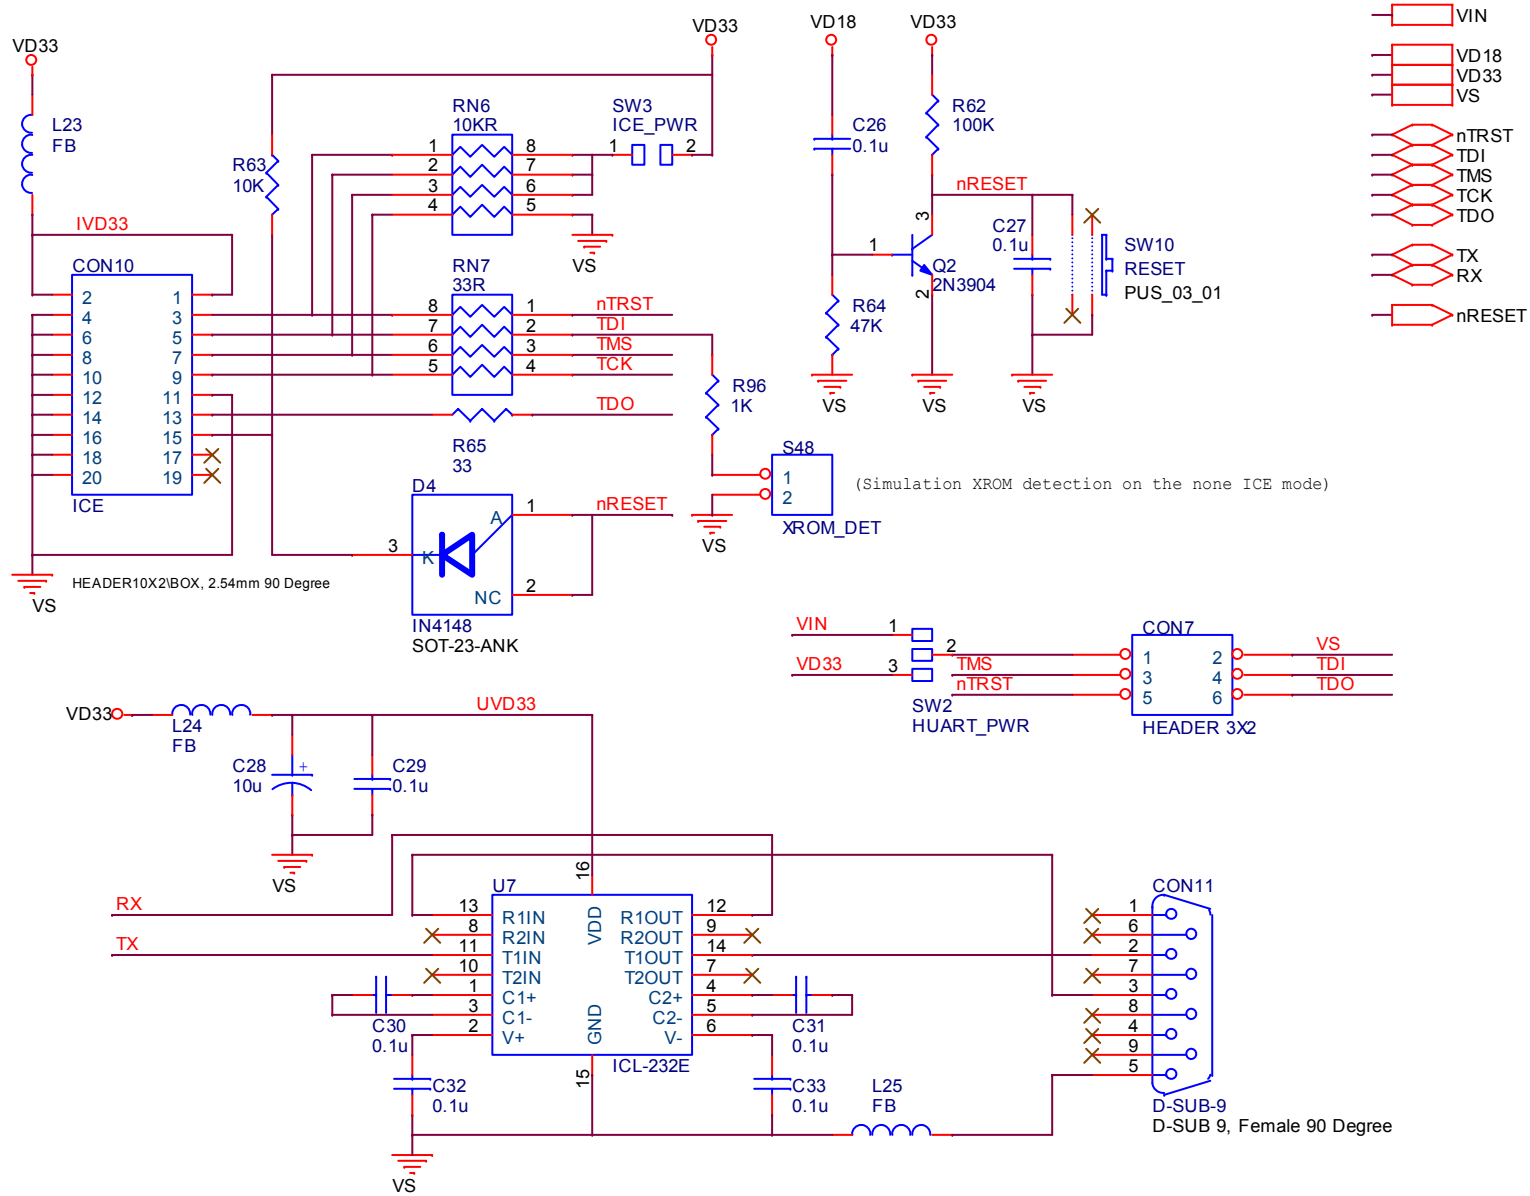 VD33
L23
FB
IVD33
CON10
2 1
4 3
6 5
8 7
10 9
12 11
14 13
16 15
18 17
20 19
ICE
VS
HEADER10X2\BOX, 2.54mm 90 Degree
R63
10K
VD33
RN6
10KR
1 8
2 7
3 6
4 5
SW3
ICE_PWR
1 2
VS
RN7
33R
8 1 nTRST
7 2 TDI
6 3 TMS
5 4 TCK
TDO
R65
33
R96
1K
S48
1
2
XROM_DET
VS
(Simulation XROM detection on the none ICE mode)
D4
A 1 nRESET
3 K
NC 2
IN4148
SOT-23-ANK
VD18
C26
0.1u
R64
47K
VS
VD33
R62
100K
nRESET
1
3
2
Q2
2N3904
VS
C27
0.1u
VS
SW10
RESET
PUS_03_01
VIN
VD18
VD33
VS
nTRST
TDI
TMS
TCK
TDO
TX
RX
nRESET
VIN 1
2
VD33 3
SW2
HUART_PWR
TMS
nTRST
CON7
1 2 VS
3 4 TDI
5 6 TDO
HEADER 3X2
VD33
L24
FB
UVD33
C28
+
10u
C29
0.1u
VS
RX
TX
U7
16
VDD
13 R1IN R1OUT 12
8 R2IN R2OUT 9
11 T1IN T1OUT 14
10 T2IN T2OUT 7
1 C1+ C2+ 4
3 C1- C2- 5
2 V+ V- 6
GND
15
ICL-232E
C30
0.1u
C31
0.1u
C32
0.1u
C33
0.1u
VS
L25
FB
CON11
1
6
2
7
3
8
4
9
5
D-SUB-9
D-SUB 9, Female 90 Degree